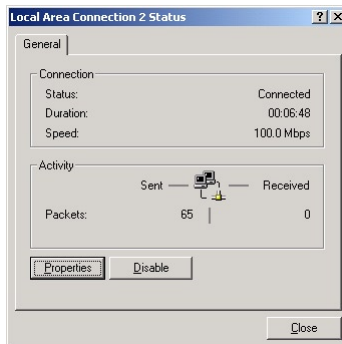 Local Area Connection 2 Status
General
Connection
Status: Connected
Duration: 00:06:48
Speed: 100.0 Mbps
Activity
Sent Received
Packets: 65 0
Properties Disable
Close